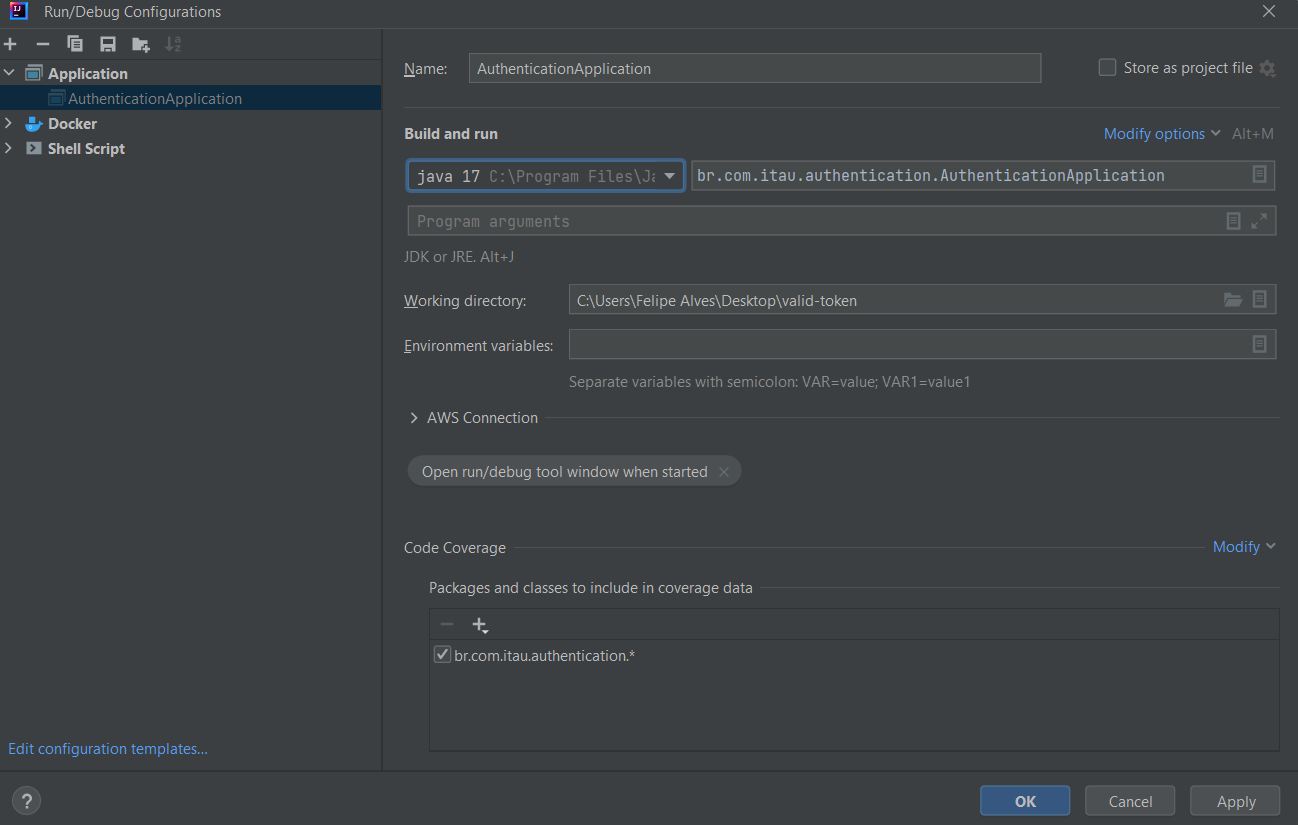 Run/Debug Configurations
Application
AuthenticationApplication
Docker
Shell Script
Edit configuration templates...
Name: AuthenticationApplication Store as project file
Build and run Modify options Alt+M
java 17 C:\Program Files\Ja br.com.itau.authentication.AuthenticationApplication
Program arguments
JDK or JRE. Alt+J
Working directory: C:\Users\Felipe Alves\Desktop\valid-token
Environment variables:
Separate variables with semicolon: VAR=value; VAR1=value1
AWS Connection
Open run/debug tool window when started
Code Coverage Modify
Packages and classes to include in coverage data
br.com.itau.authentication.*
? OK Cancel Apply